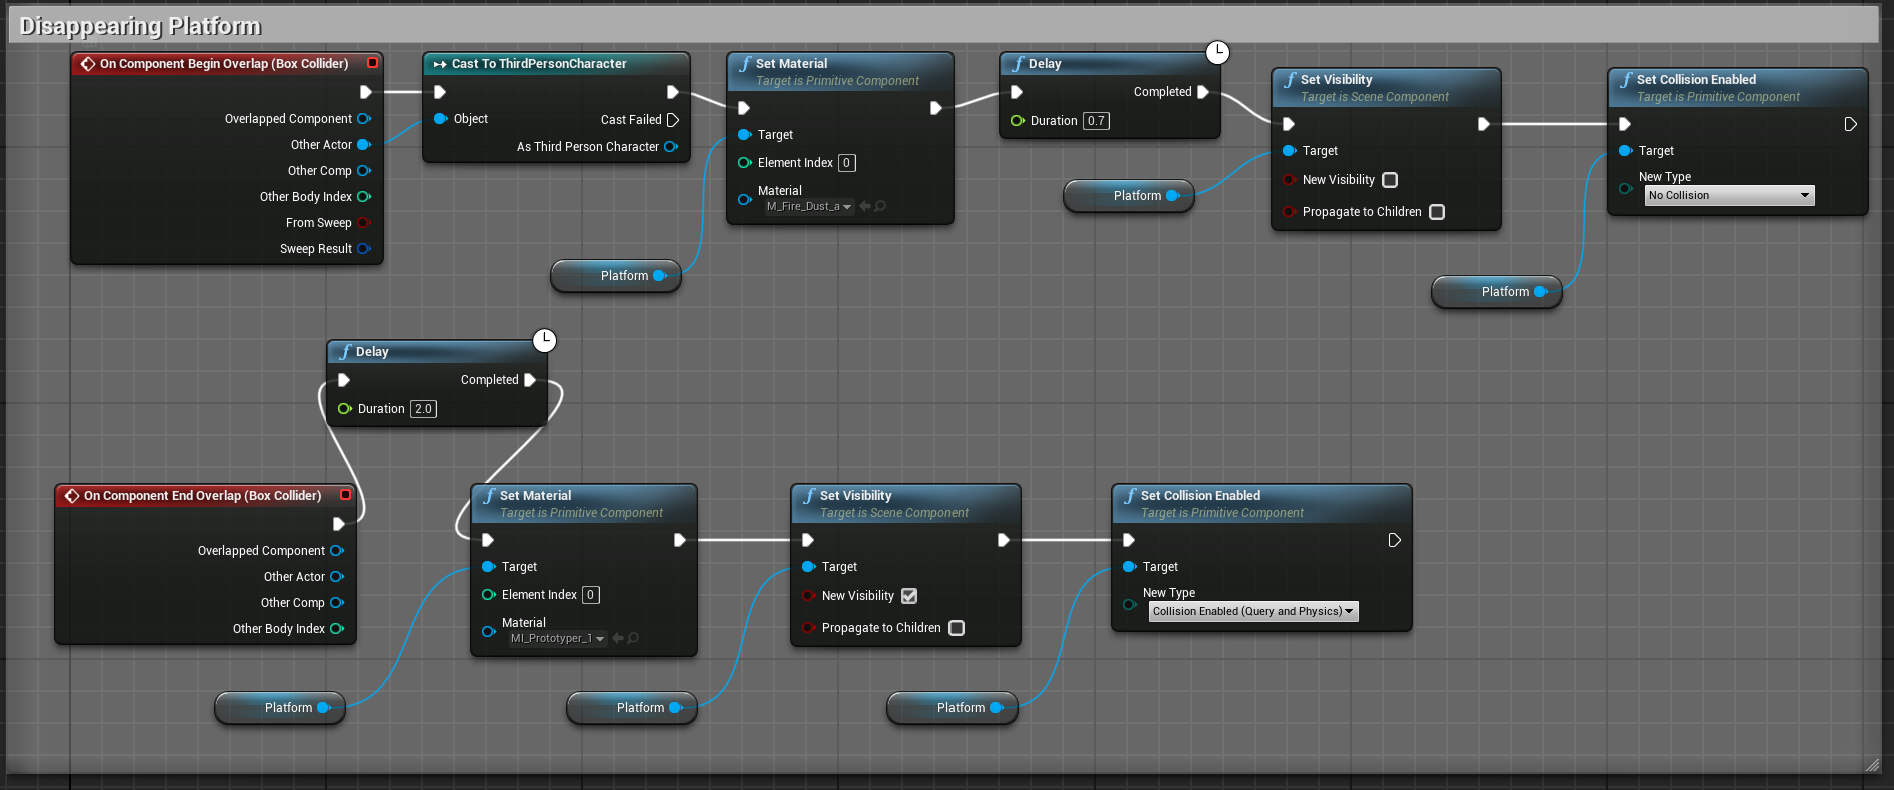 Disappearing Platform
On Component Begin Overlap (Box Collider)
Overlapped Component
Other Actor
Other Comp
Other Body Index
From Sweep
Sweep Result
Cast To ThirdPersonCharacter
Object
Cast Failed
As Third Person Character
Set Material
Target is Primitive Component
Target
Element Index 0
Material
M_Fire_Dust_a
Platform
Delay
Completed
Duration 0.7
Platform
Set Visibility
Target is Scene Component
Target
New Visibility
Propagate to Children
Set Collision Enabled
Target is Primitive Component
Target
New Type
No Collision
Platform
Delay
Completed
Duration 2.0
On Component End Overlap (Box Collider)
Overlapped Component
Other Actor
Other Comp
Other Body Index
Platform
Set Material
Target is Primitive Component
Target
Element Index 0
Material
MI_Prototyper_1
Platform
Set Visibility
Target is Scene Component
Target
New Visibility
Propagate to Children
Platform
Set Collision Enabled
Target is Primitive Component
Target
New Type
Collision Enabled (Query and Physics)